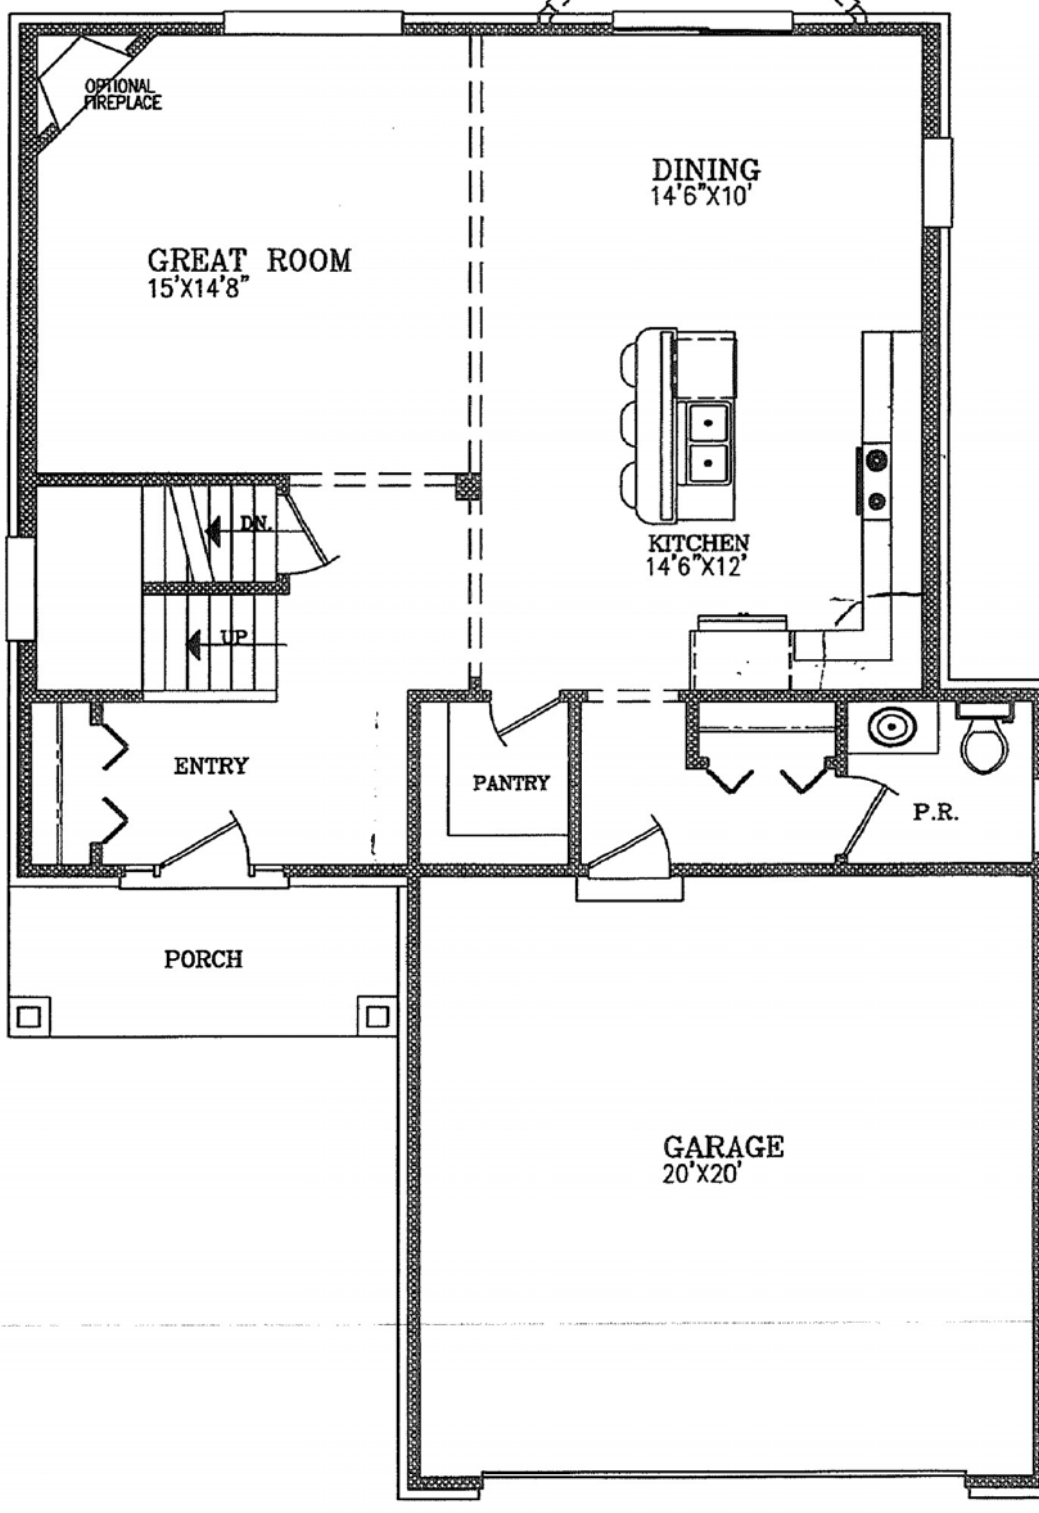 OPTIONAL
FIREPLACE
DINING
14'6"X10'
GREAT ROOM
15'X14'8"
DN.
KITCHEN
14'6"X12'
UP
ENTRY
PANTRY
P.R.
PORCH
GARAGE
20'X20'